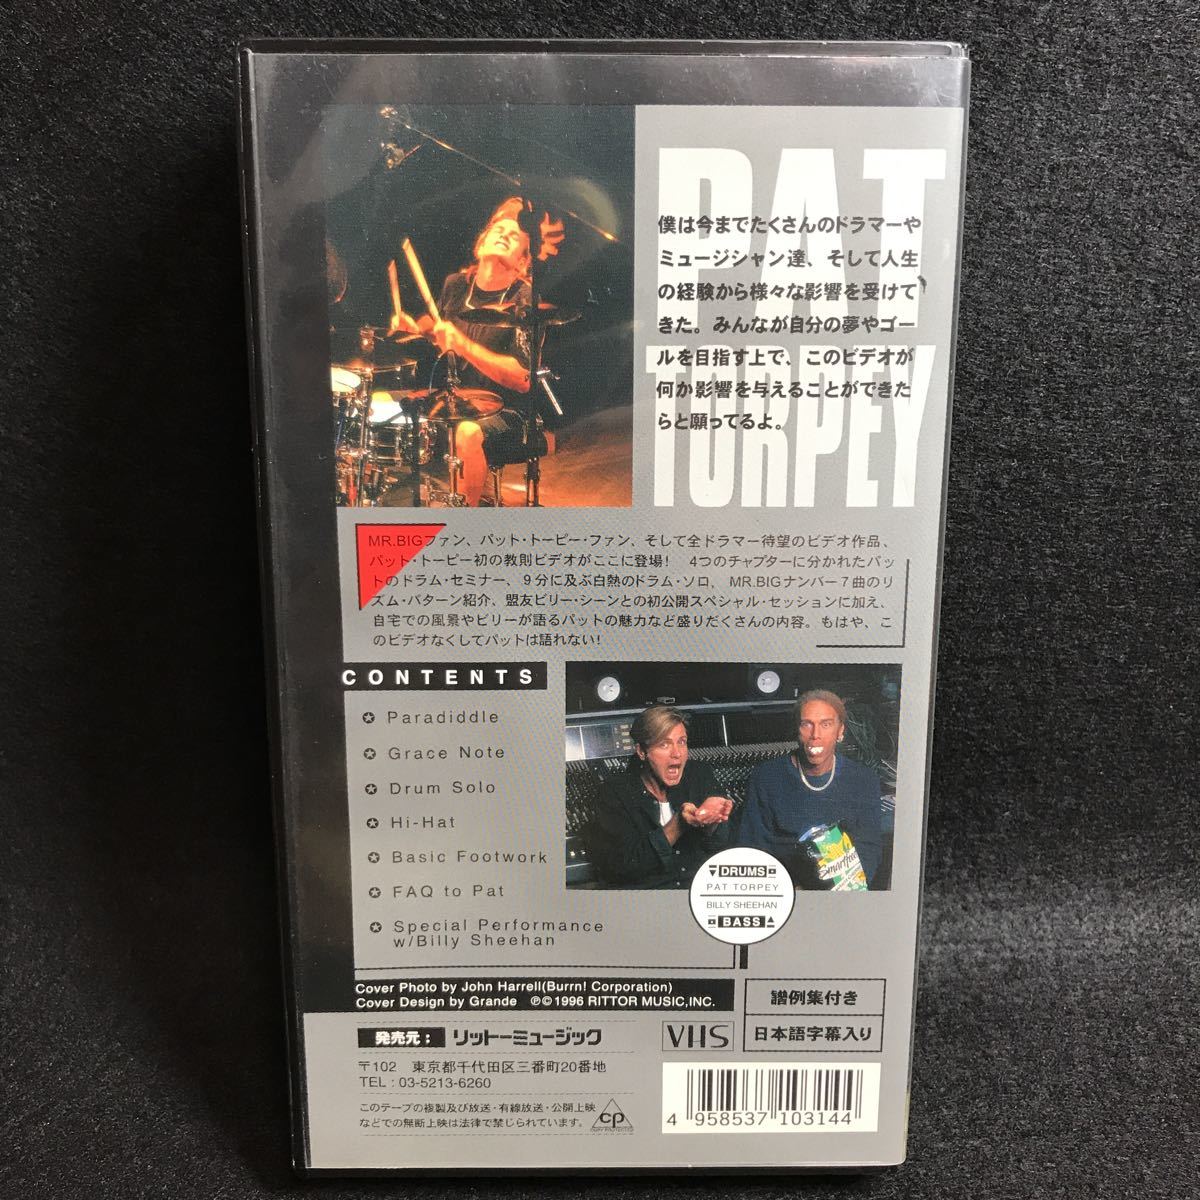 PAT
TORPEY
僕は今までたくさんのドラマーや
ミュージシャン達、そして人生
の経験から様々な影響を受けて
きた。みんなが自分の夢やゴー
ルを目指す上で、このビデオが
何か影響を与えることができた
らと願ってるよ。
MR.BIGファン、パット・トーピー・ファン、そして全ドラマー待望のビデオ作品、
パット・トーピー初の教則ビデオがここに登場! 4つのチャプターに分かれたパッ
トのドラム・セミナー、9分に及ぶ白熱のドラム・ソロ、MR.BIGナンバー7曲のリ
ズム・パターン紹介、盟友ビリー・シーンとの初公開スペシャル・セッションに加え、
自宅での風景やビリーが語るパットの魅力など盛りだくさんの内容。もはや、こ
のビデオなくしてパットは語れない!
CONTENTS
✪ Paradiddle
✪ Grace Note
✪ Drum Solo
✪ Hi-Hat
✪ Basic Footwork
✪ FAQ to Pat
✪ Special Performance
w/Billy Sheehan
Smartfood
DRUMS
PAT TORPEY
BILLY SHEEHAN
BASS
Cover Photo by John Harrell(Burrn! Corporation)
Cover Design by Grande ℗©1996 RITTOR MUSIC,INC.
譜例集付き
日本語字幕入り
VHS
発売元: リットーミュージック
〒102 東京都千代田区三番町20番地
TEL : 03-5213-6260
このテープの複製及び放送・有線放送・公開上映
などでの無断上映は法律で禁じられています。
cp
COPY PROTECTED
4 958537 103144